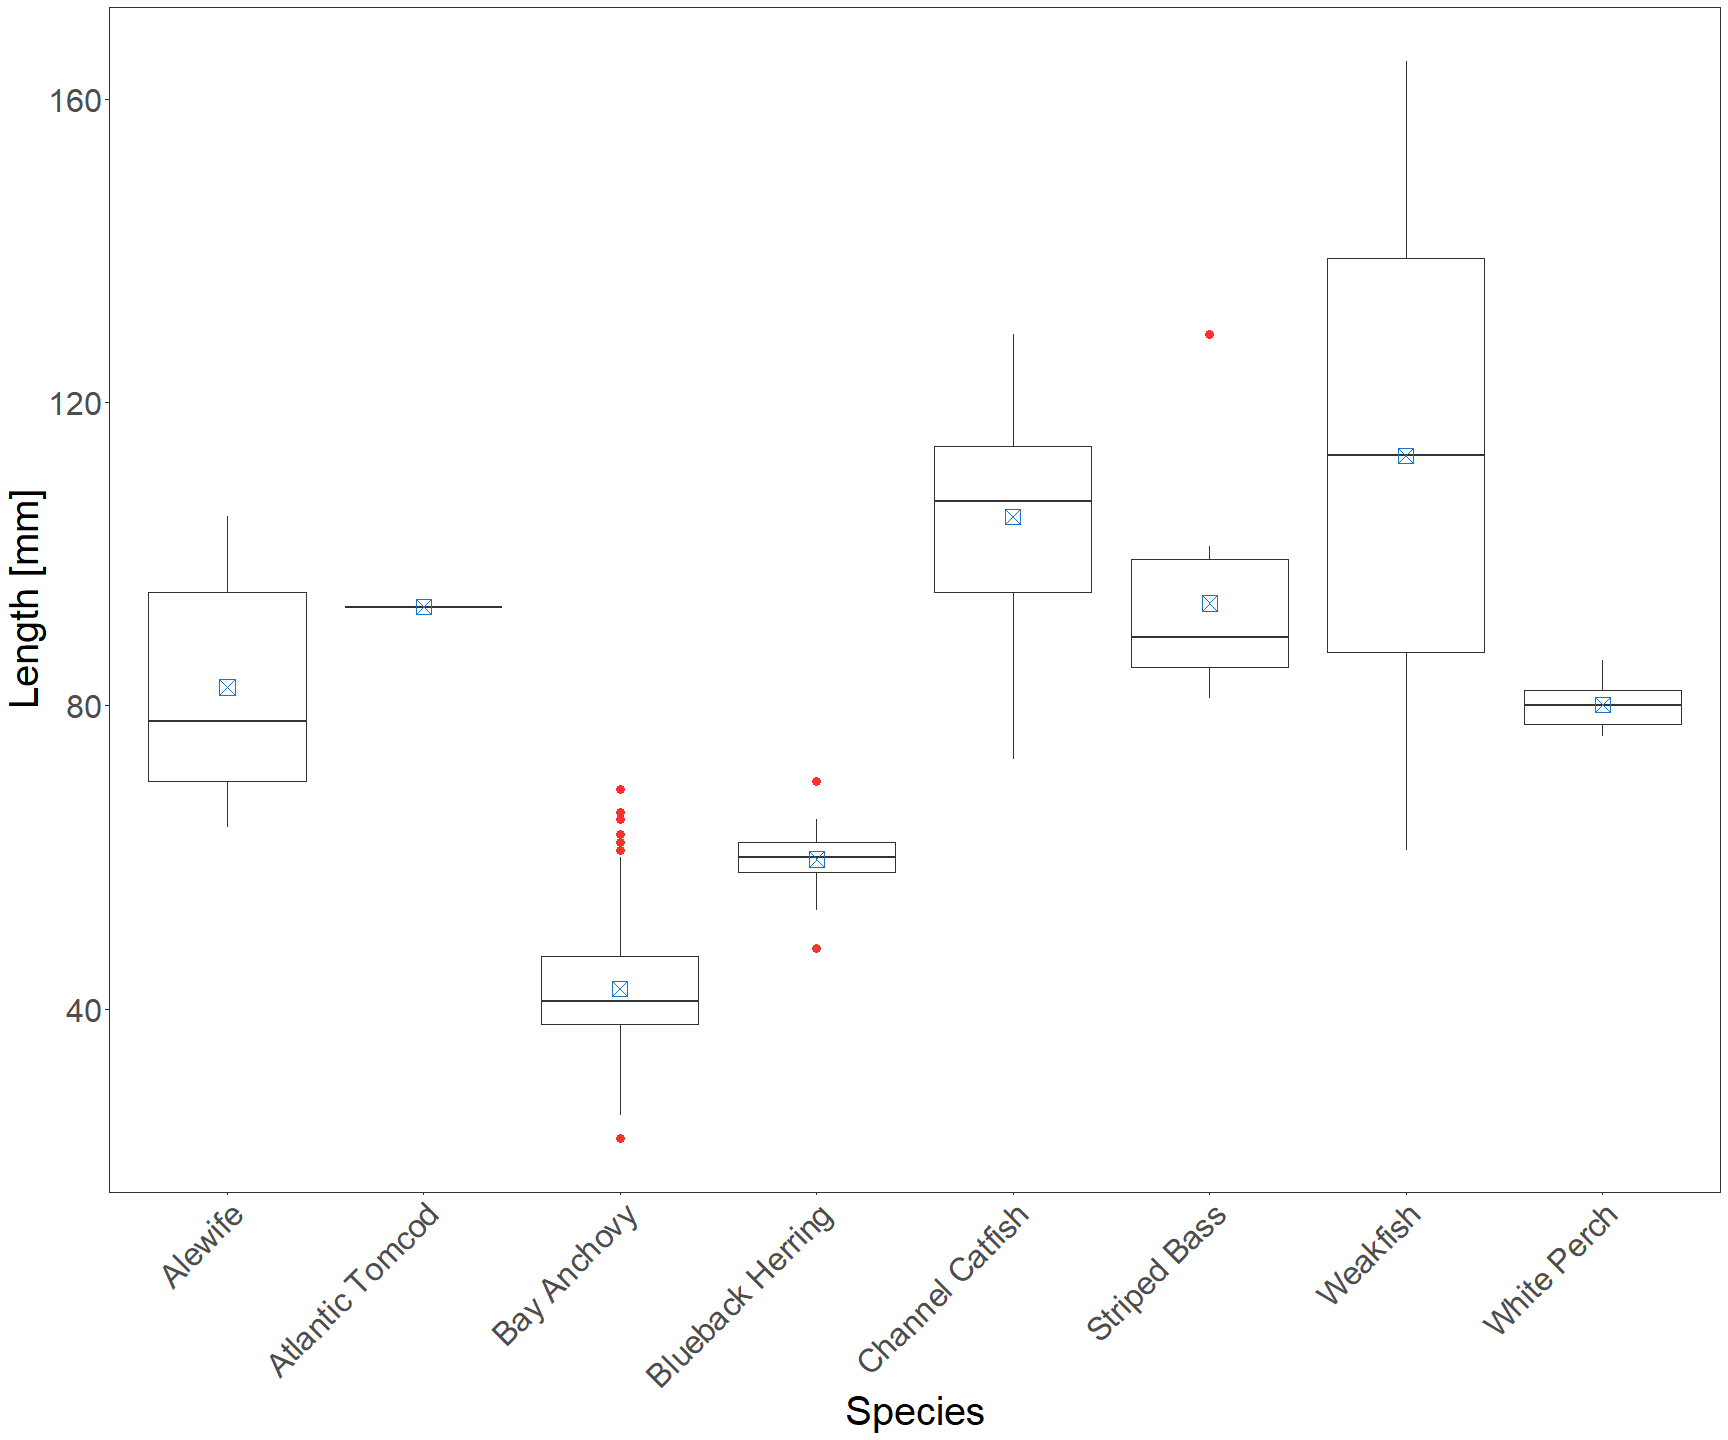 Length [mm]
160
120
80
40
Alewife
Atlantic Tomcod
Bay Anchovy
Blueback Herring
Channel Catfish
Striped Bass
Weakfish
White Perch
Species